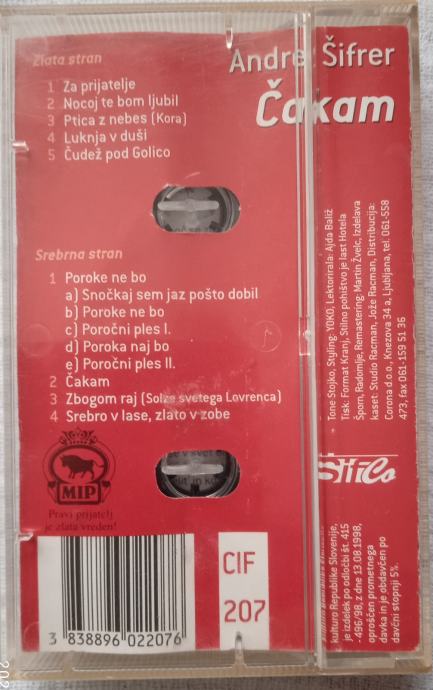 Zlata stran
1 Za prijatelje
2 Nocoj te bom ljubil
3 Ptica z nebes (Kora)
4 Luknja v duši
5 Čudež pod Golico
Andrej Šifrer
Čakam
Srebrna stran
1 Poroke ne bo
a) Snočkaj sem jaz pošto dobil
b) Poroke ne bo
c) Poročni ples I.
d) Poroka naj bo
e) Poročni ples II.
2 Čakam
3 Zbogom raj (Solze svetega Lovrenca)
4 Srebro v lase, zlato v zobe
MIP
Pravi prijatelj
je zlata vreden!
3 838896 022076
CIF
207
Tone Stojko, Styling: YOKO, Lektorirala: Ajda Baliž
Tisk: Format Kranj, Stilno pohištvo je last Hotela
Šporn, Radomlje, Remastering: Martin Žvelc, Izdelava
kaset: Studio Racman, Jože Racman, Distribucija:
Corona d.o.o., Knezova 34 a, Ljubljana, tel. 061-558
473, fax 061-159 51 36
kulturo Republike Slovenije,
je izdelek po odločbi št. 415
-496/98, z dne 13.08.1998,
oproščen prometnega
davka in je obdavčen po
davčni stopnji 5%.